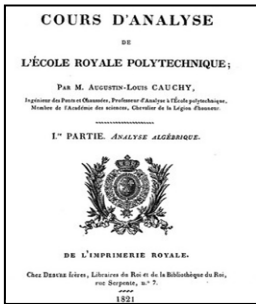 COURS D'ANALYSE
DE
L'ÉCOLE ROYALE POLYTECHNIQUE;
PAR M. AUGUSTIN-LOUIS CAUCHY,
Ingénieur des Ponts et Chaussées, Professeur d'Analyse à l'École polytechnique,
Membre de l'Académie des sciences, Chevalier de la Légion d'honneur.
I.re PARTIE. ANALYSE ALGÉBRIQUE.
DE L'IMPRIMERIE ROYALE.
Chez DEBURE frères, Libraires du Roi et de la Bibliothèque du Roi,
rue Serpente, n.° 7.
1821